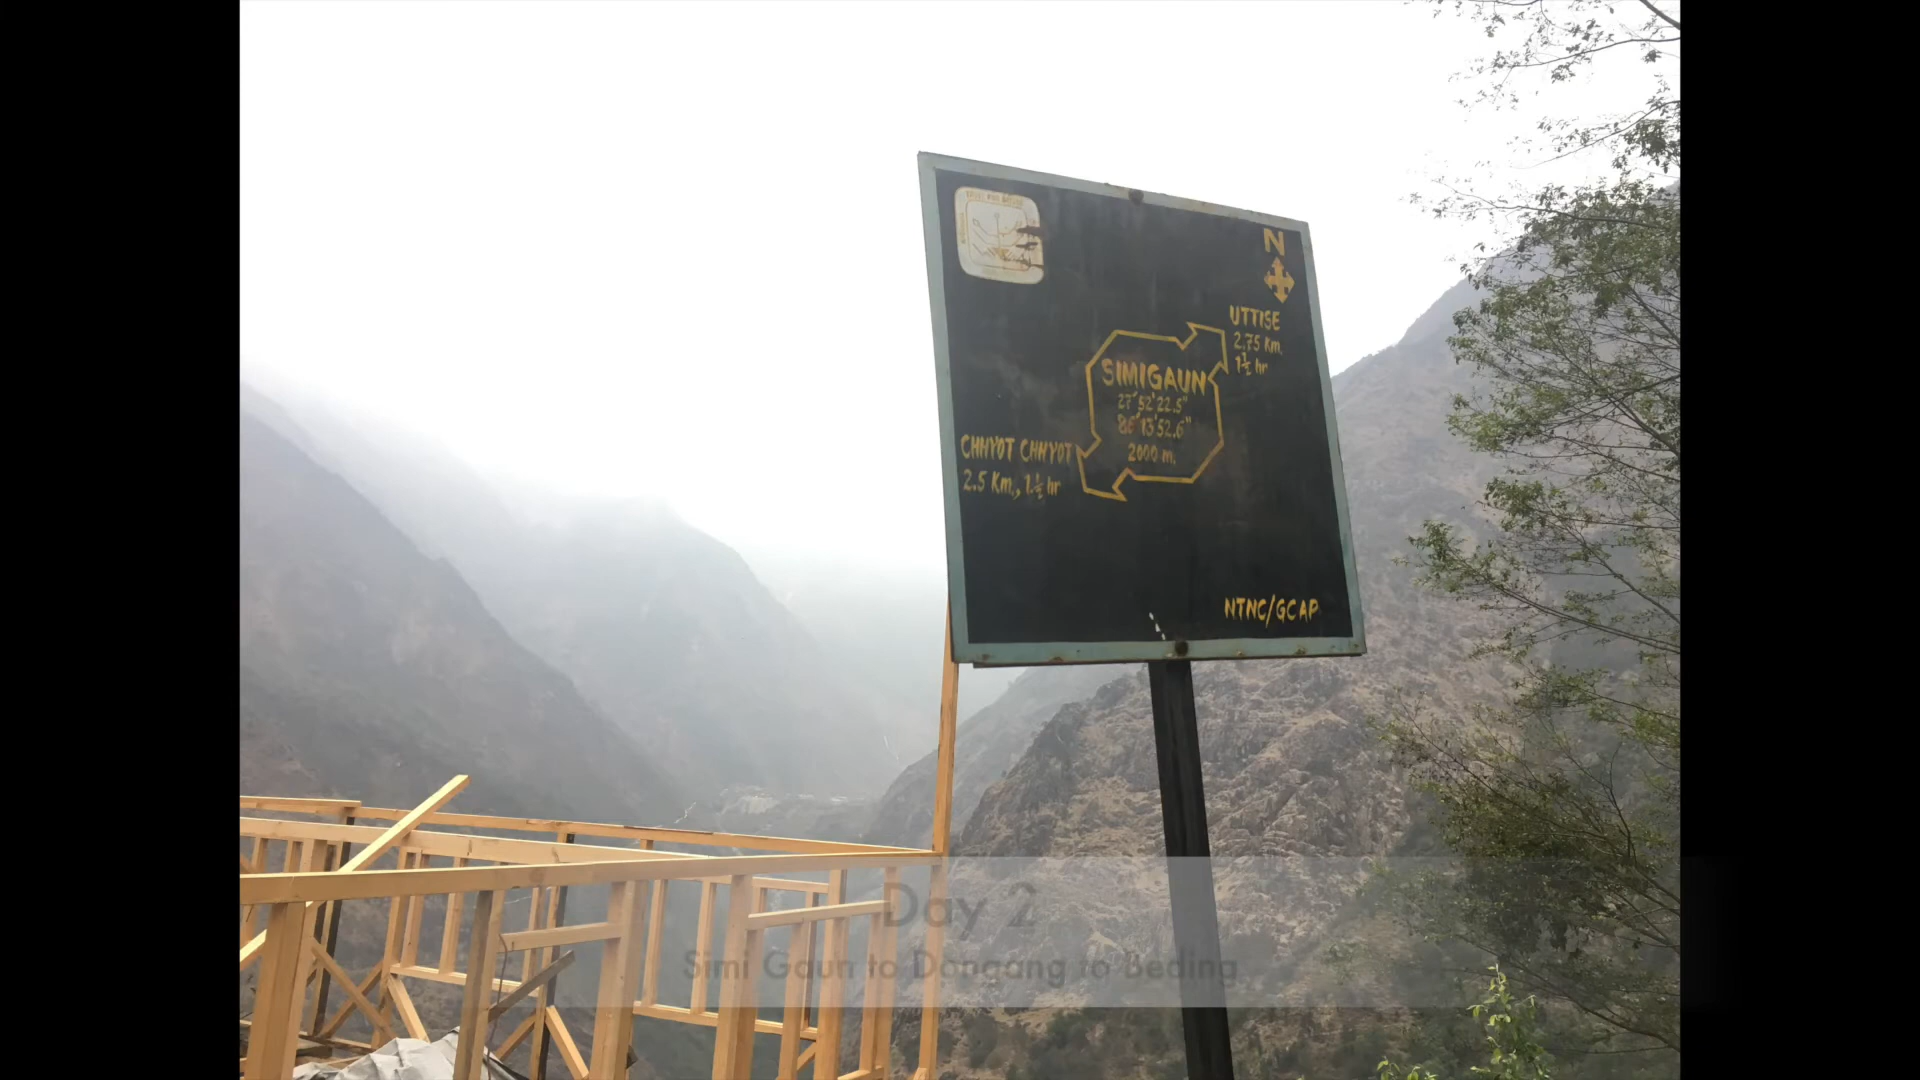 N
UTTISE
2.75 Km.
1½ hr
SIMIGAUN
27°52'22.5"
86°13'52.6"
2000 m.
CHHYOT CHHYOT
2.5 Km., 1½ hr
NTNC/GCAP
Day 2
Simi Gaun to Dongang to Beding